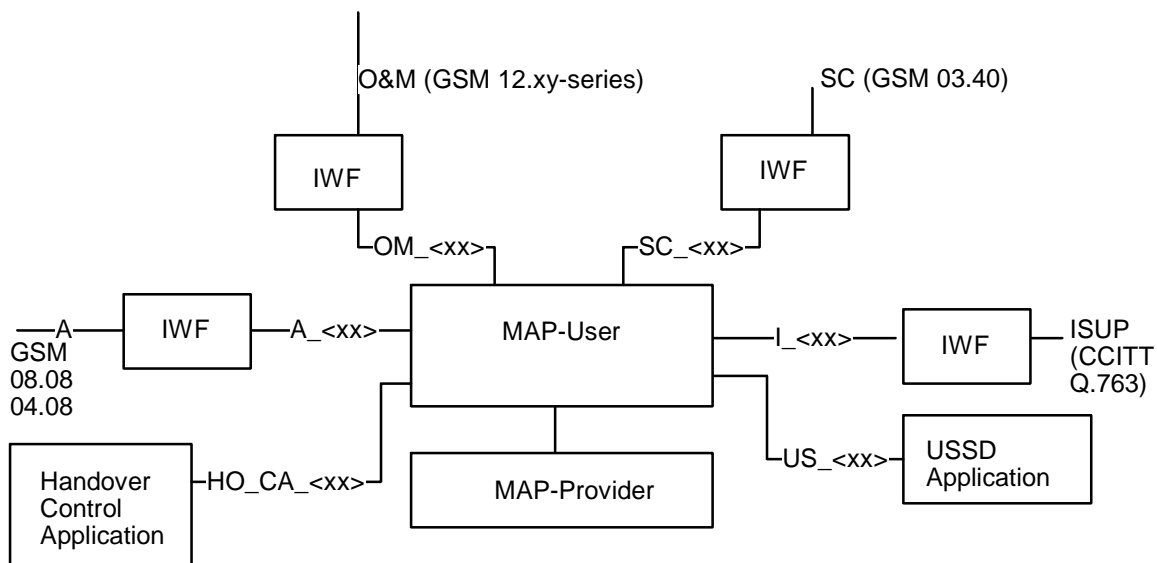 O&M (GSM 12.xy-series)
SC (GSM 03.40)
IWF
IWF
OM_<xx>
SC_<xx>
A
IWF
A_<xx>
MAP-User
I_<xx>
IWF
ISUP
(CCITT
Q.763)
GSM
08.08
04.08
Handover
Control
Application
HO_CA_<xx>
MAP-Provider
US_<xx>
USSD
Application